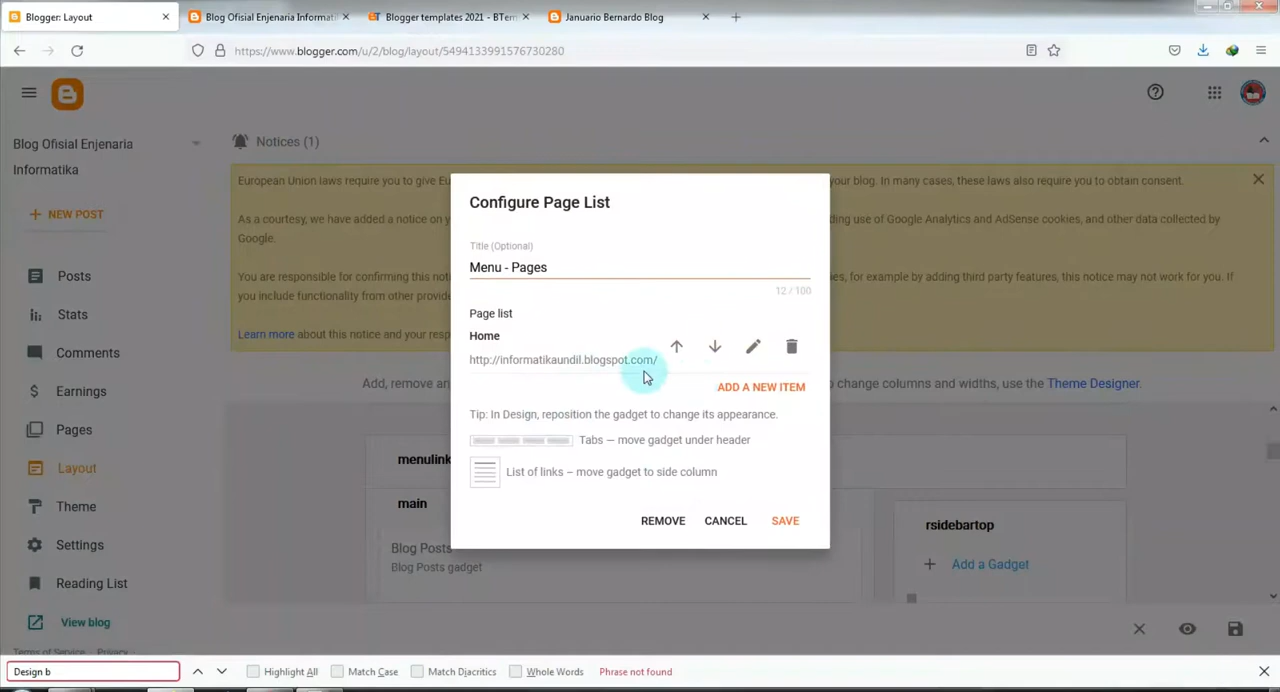 Blogger: Layout
Blog Ofisial Enjenaria Informati
Blogger templates 2021 - BTem
Januario Bernardo Blog
https://www.blogger.com/u/2/blog/layout/5494133991576730280
Blog Ofisial Enjenaria
Informatika
Notices (1)
European Union laws require you to give Eu
your blog. In many cases, these laws also require you to obtain consent.
As a courtesy, we have added a notice on y
ding use of Google Analytics and AdSense cookies, and other data collected by
Google.
You are responsible for confirming this noti
es, for example by adding third party features, this notice may not work for you. If
you include functionality from other provide
Learn more about this notice and your resp
NEW POST
Posts
Stats
Comments
Earnings
Pages
Layout
Theme
Settings
Reading List
View blog
Terms of Service · Privacy ·
Add, remove an
o change columns and widths, use the Theme Designer.
Configure Page List
Title (Optional)
Menu - Pages
12 / 100
Page list
Home
http://informatikaundil.blogspot.com/
ADD A NEW ITEM
Tip: In Design, reposition the gadget to change its appearance.
Tabs – move gadget under header
List of links – move gadget to side column
REMOVE CANCEL SAVE
menulink
main
Blog Posts
Blog Posts gadget
rsidebartop
Add a Gadget
Design b
Highlight All
Match Case
Match Diacritics
Whole Words
Phrase not found